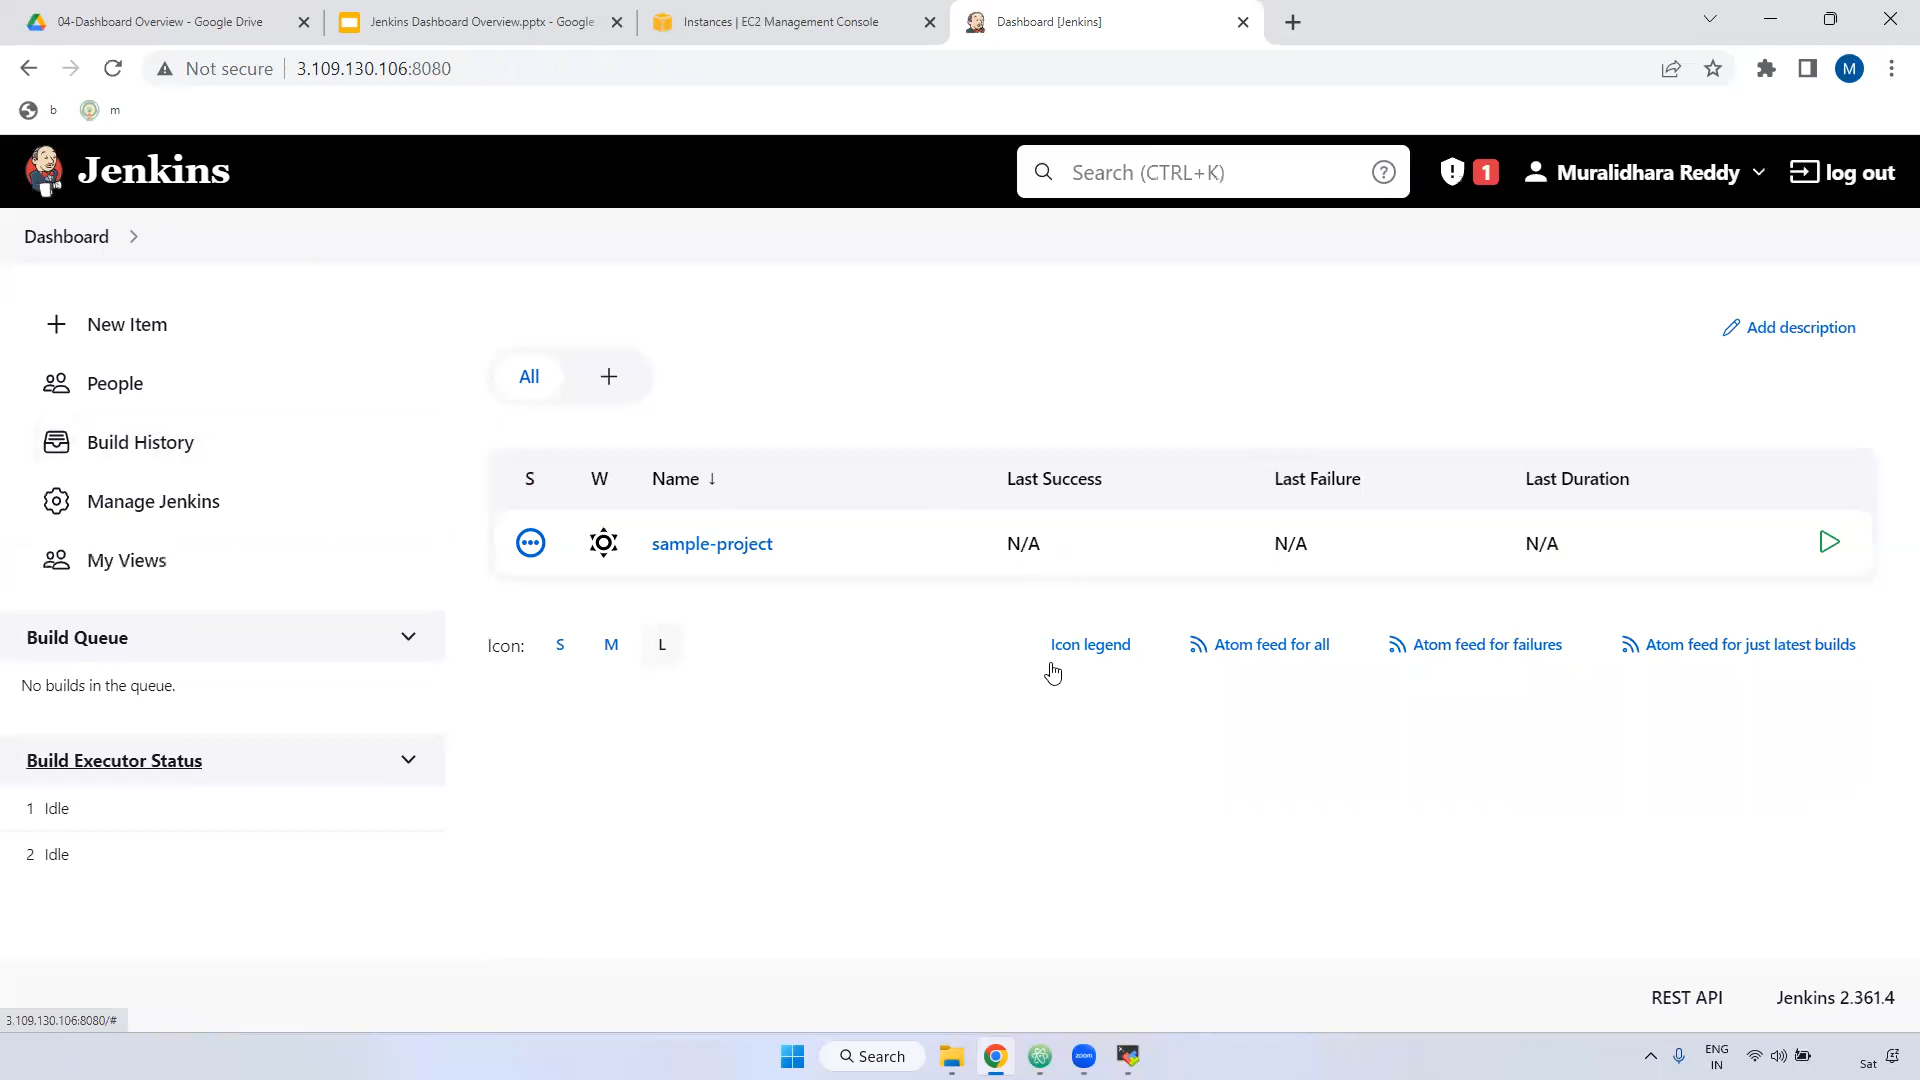 04-Dashboard Overview - Google Drive
Jenkins Dashboard Overview.pptx - Google
Instances | EC2 Management Console
Dashboard [Jenkins]
Not secure
3.109.130.106:8080
M
b
m
Jenkins
Search (CTRL+K)
1
Muralidhara Reddy
log out
Dashboard
New Item
People
Build History
Manage Jenkins
My Views
Add description
All
S
W
Name ↓
Last Success
Last Failure
Last Duration
sample-project
N/A
N/A
N/A
Icon:
S
M
L
Icon legend
Atom feed for all
Atom feed for failures
Atom feed for just latest builds
Build Queue
No builds in the queue.
Build Executor Status
1 Idle
2 Idle
REST API
Jenkins 2.361.4
3.109.130.106:8080/#
Search
zoom
ENG
IN
Sat